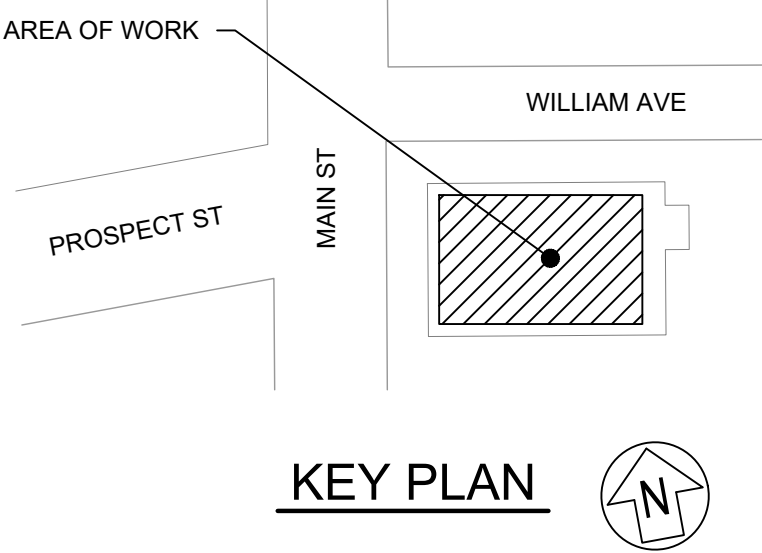 AREA OF WORK
WILLIAM AVE
MAIN ST
PROSPECT ST
KEY PLAN
N